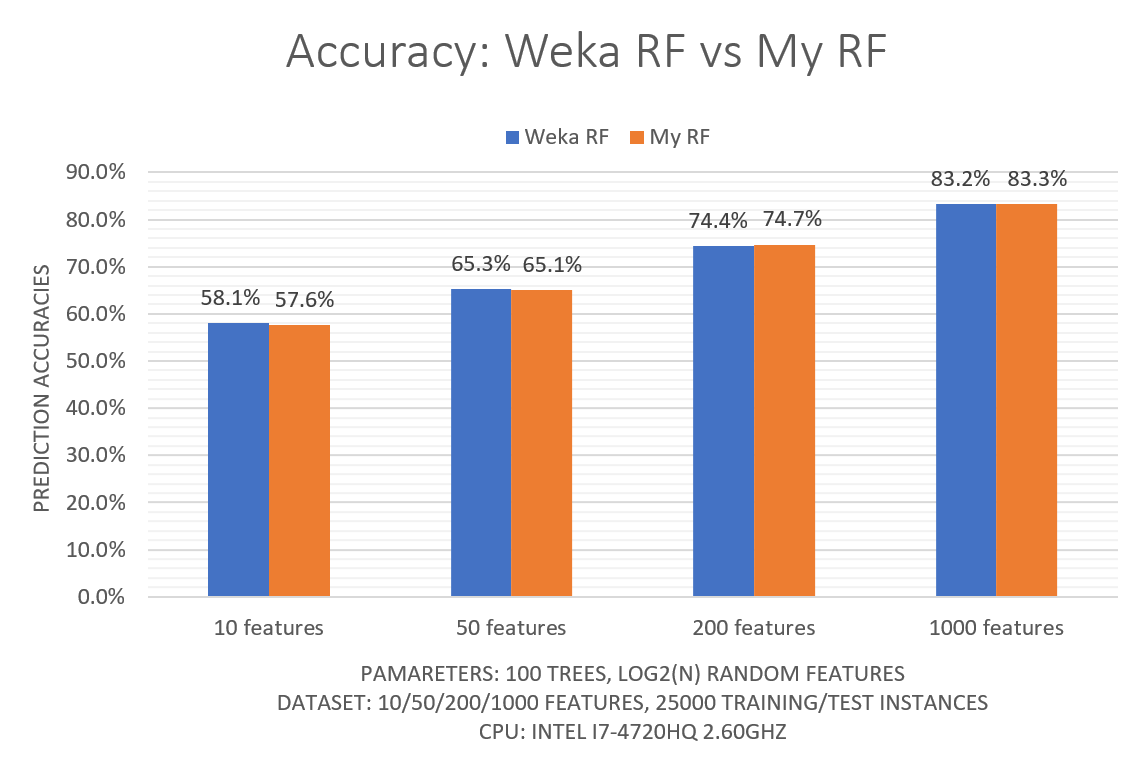 Accuracy: Weka RF vs My RF
Weka RF My RF
90.0%
80.0%
70.0%
60.0%
50.0%
40.0%
30.0%
20.0%
10.0%
0.0%
PREDICTION ACCURACIES
58.1% 57.6%
65.3% 65.1%
74.4% 74.7%
83.2% 83.3%
10 features 50 features 200 features 1000 features
PAMARETERS: 100 TREES, LOG2(N) RANDOM FEATURES
DATASET: 10/50/200/1000 FEATURES, 25000 TRAINING/TEST INSTANCES
CPU: INTEL I7-4720HQ 2.60GHZ